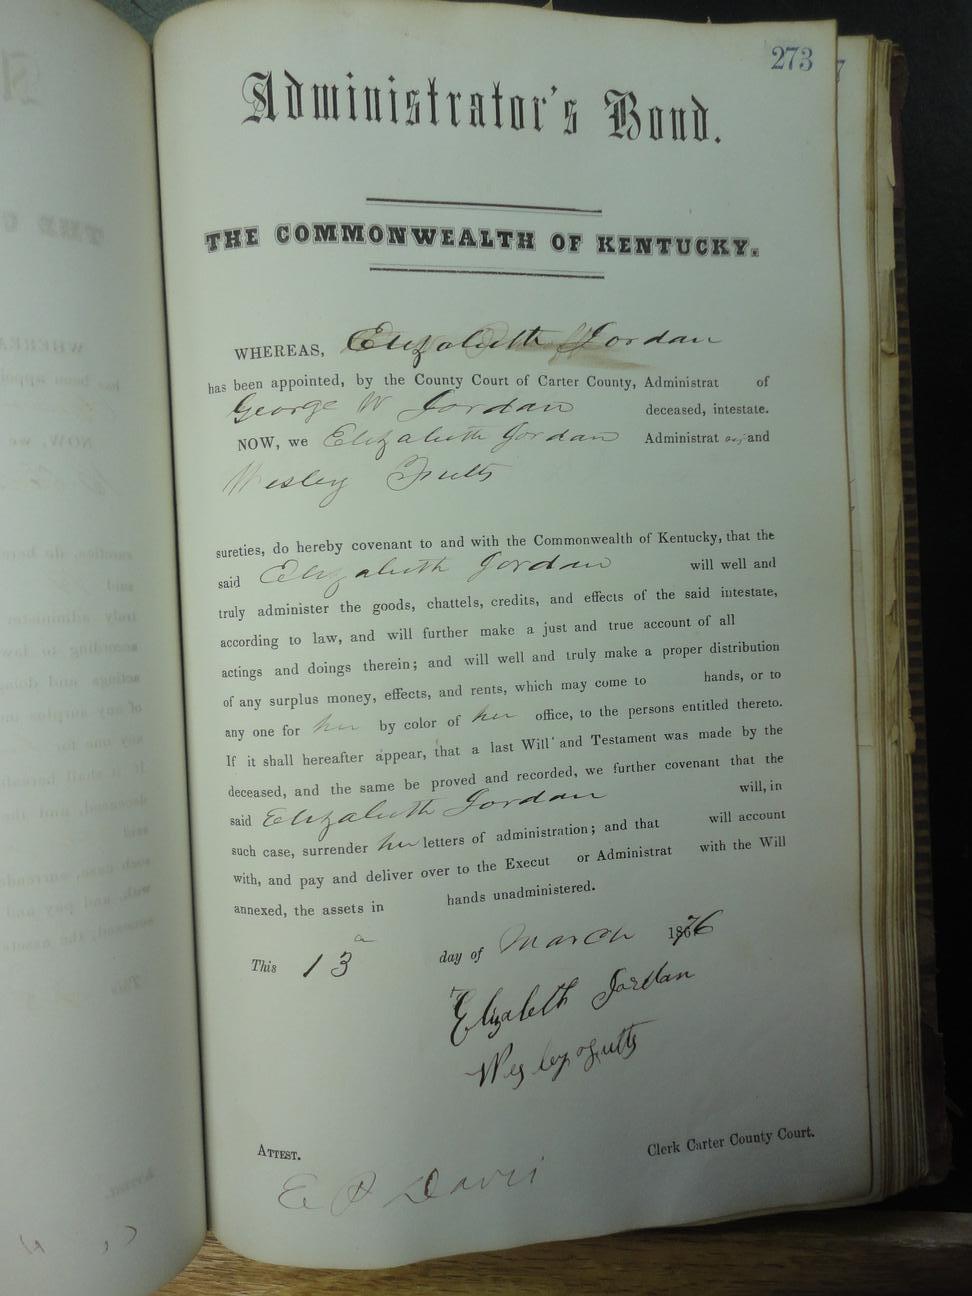 273
Administrator's Bond.
THE COMMONWEALTH OF KENTUCKY.
WHEREAS, Elizabeth Jordan
has been appointed, by the County Court of Carter County, Administrat of
George W Jordan deceased, intestate.
NOW, we Elizabeth Jordan Administrat and
Wesley Fults
sureties, do hereby covenant to and with the Commonwealth of Kentucky, that the
said Elizabeth Jordan will well and
truly administer the goods, chattels, credits, and effects of the said intestate,
according to law, and will further make a just and true account of all
actings and doings therein; and will well and truly make a proper distribution
of any surplus money, effects, and rents, which may come to hands, or to
any one for her by color of her office, to the persons entitled thereto.
If it shall hereafter appear, that a last Will and Testament was made by the
deceased, and the same be proved and recorded, we further covenant that the
said Elizabeth Jordan will, in
such case, surrender her letters of administration; and that will account
with, and pay and deliver over to the Execut or Administrat with the Will
annexed, the assets in hands unadministered.
This 13 day of March 1876
Elizabeth Jordan
Wesley Fults
ATTEST. Clerk Carter County Court.
E P Davis